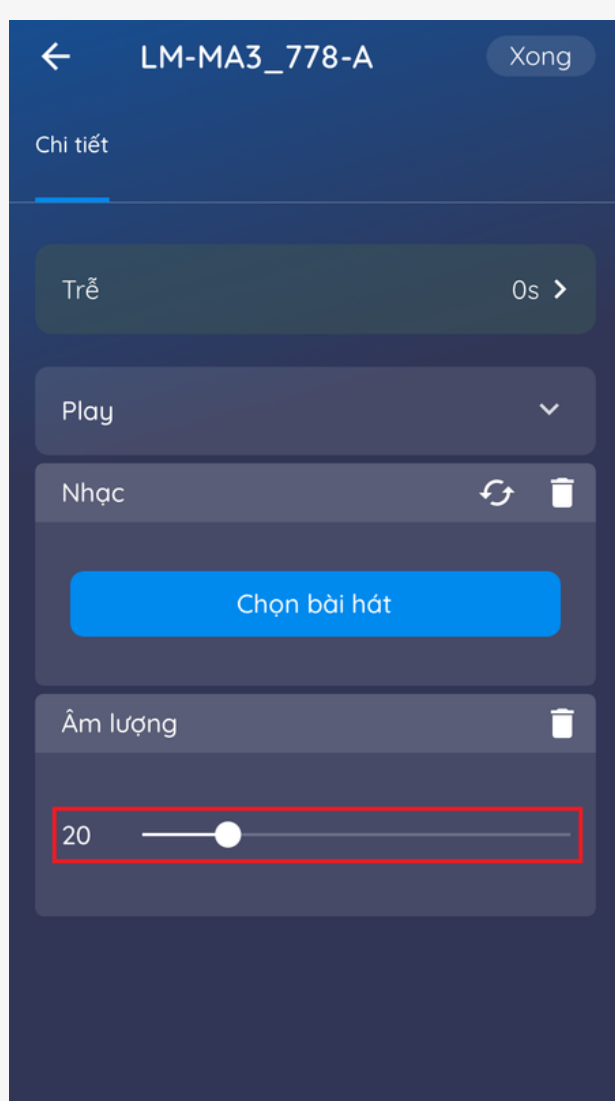 LM-MA3_778-A Xong
Chi tiết
Trễ 0s
Play
Nhạc
Chọn bài hát
Âm lượng
20